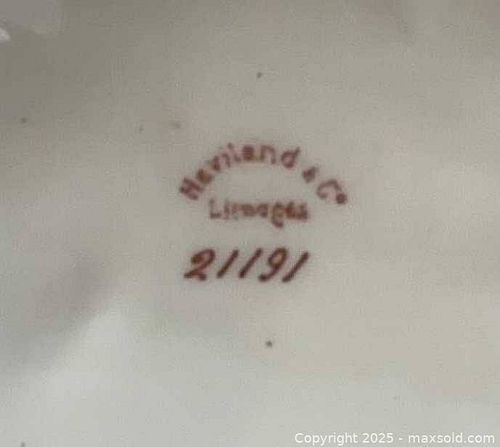 Haviland & Co
Limoges
21191
Copyright 2025 - maxsold.com